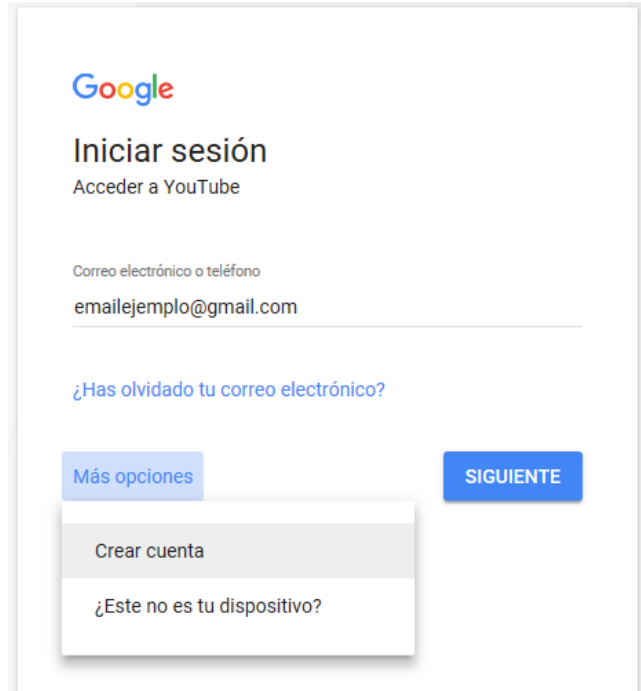 Google
Iniciar sesión
Acceder a YouTube
Correo electrónico o teléfono
emailejemplo@gmail.com
¿Has olvidado tu correo electrónico?
Más opciones
SIGUIENTE
Crear cuenta
¿Este no es tu dispositivo?